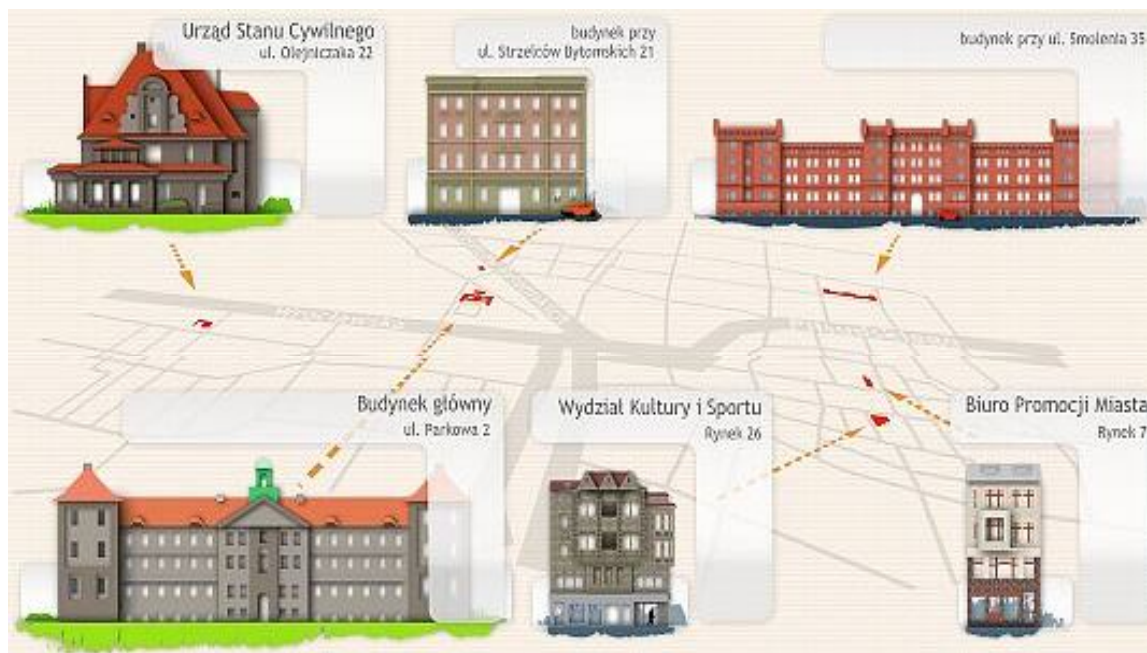 Urząd Stanu Cywilnego
ul. Olejniczaka 22
budynek przy
ul. Strzelców Bytomskich 21
budynek przy ul. Smolenia 35
Wrocławska
Budynek główny
ul. Parkowa 2
Wydział Kultury i Sportu
Rynek 26
Biuro Promocji Miasta
Rynek 7